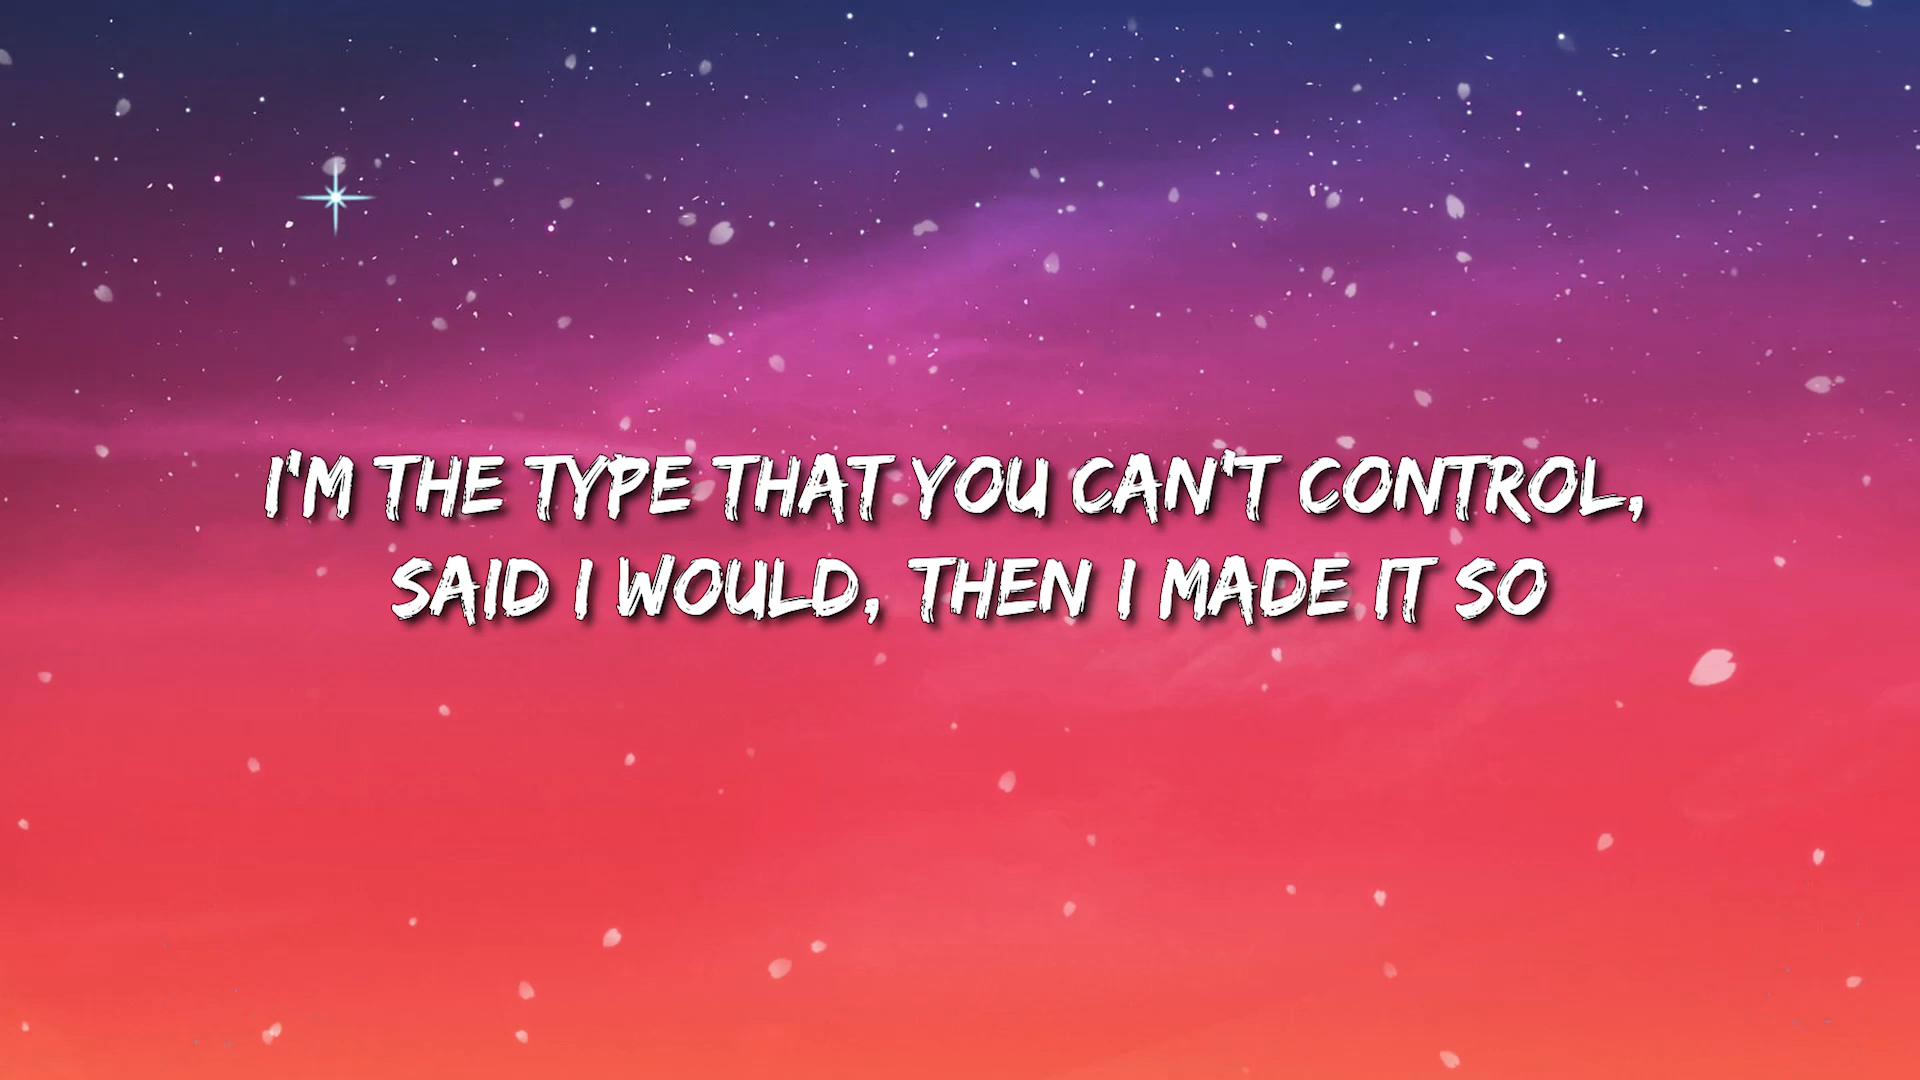 I'M THE TYPE THAT YOU CAN'T CONTROL,
SAID I WOULD, THEN I MADE IT SO